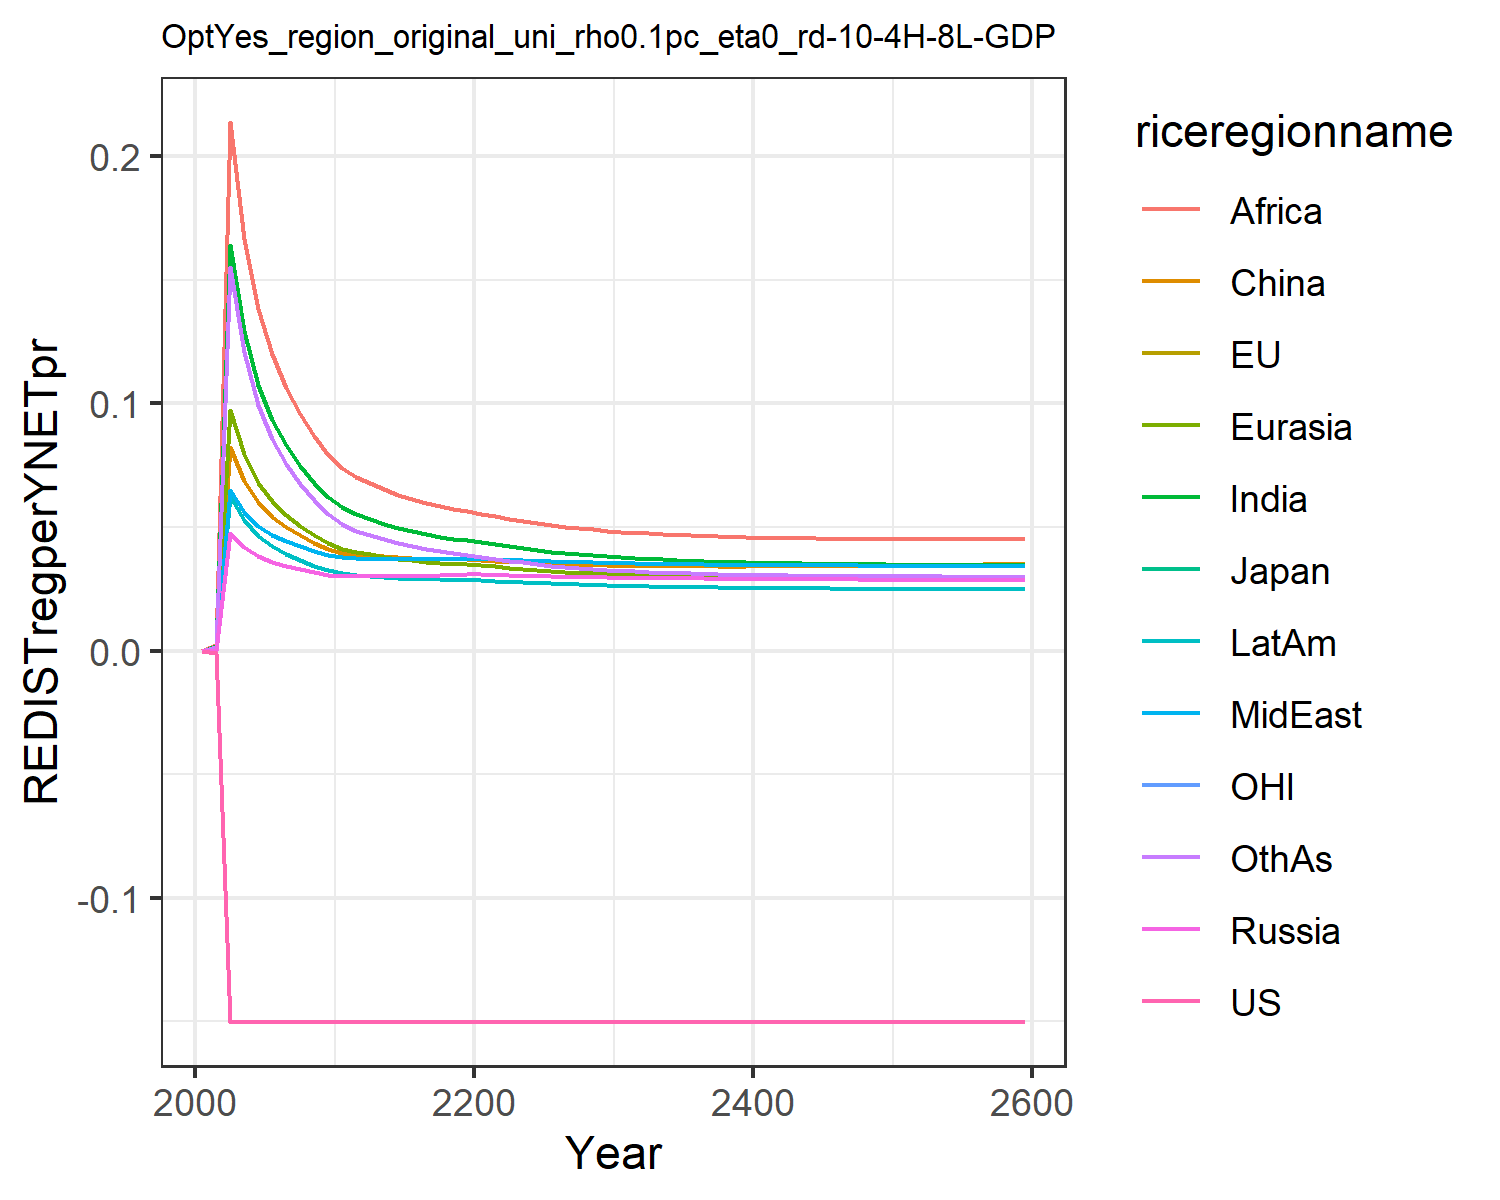 OptYes_region_original_uni_rho0.1pc_eta0_rd-10-4H-8L-GDP
REDISTregperYNETpr
0.2
0.1
0.0
-0.1
2000
2200
2400
2600
Year
riceregionname
Africa
China
EU
Eurasia
India
Japan
LatAm
MidEast
OHI
OthAs
Russia
US